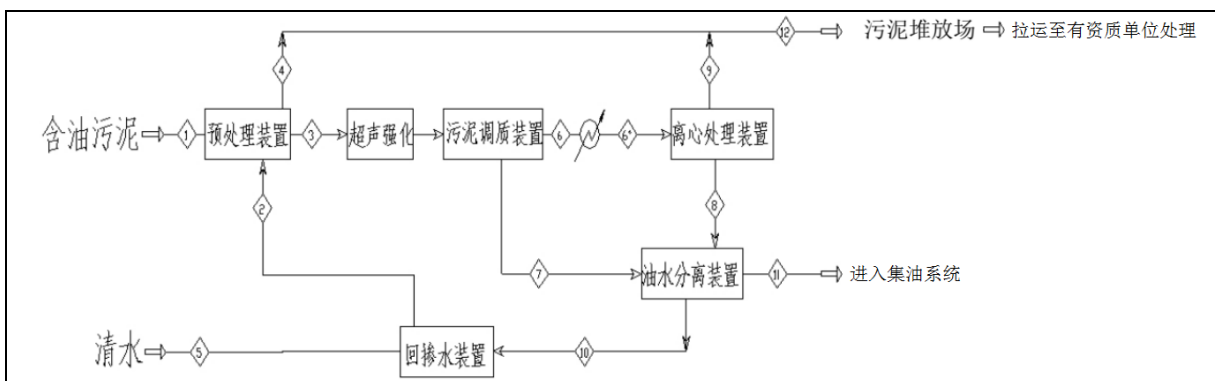 12
污泥堆放场
拉运至有资质单位处理
4
9
含油污泥
1
预处理装置
3
超声强化
污泥调质装置
6
6*
离心处理装置
2
8
7
油水分离装置
11
进入集油系统
清水
5
回掺水装置
10